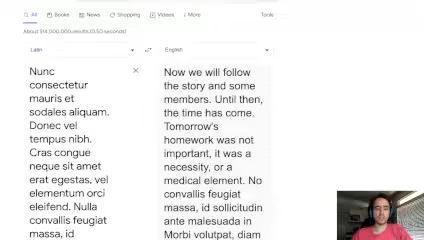 All Books News Shopping Videos More Tools
About 514,000,000 results (0.50 seconds)
Latin English
Nunc
consectetur
mauris et
sodales aliquam.
Donec vel
tempus nibh.
Cras congue
neque sit amet
erat egestas, vel
elementum orci
eleifend. Nulla
convallis feugiat
massa, id
Now we will follow
the story and some
members. Until then,
the time has come.
Tomorrow's
homework was not
important, it was a
necessity, or a
medical element. No
convallis feugiat
massa, id sollicitudin
ante malesuada in
Morbi volutpat, diam